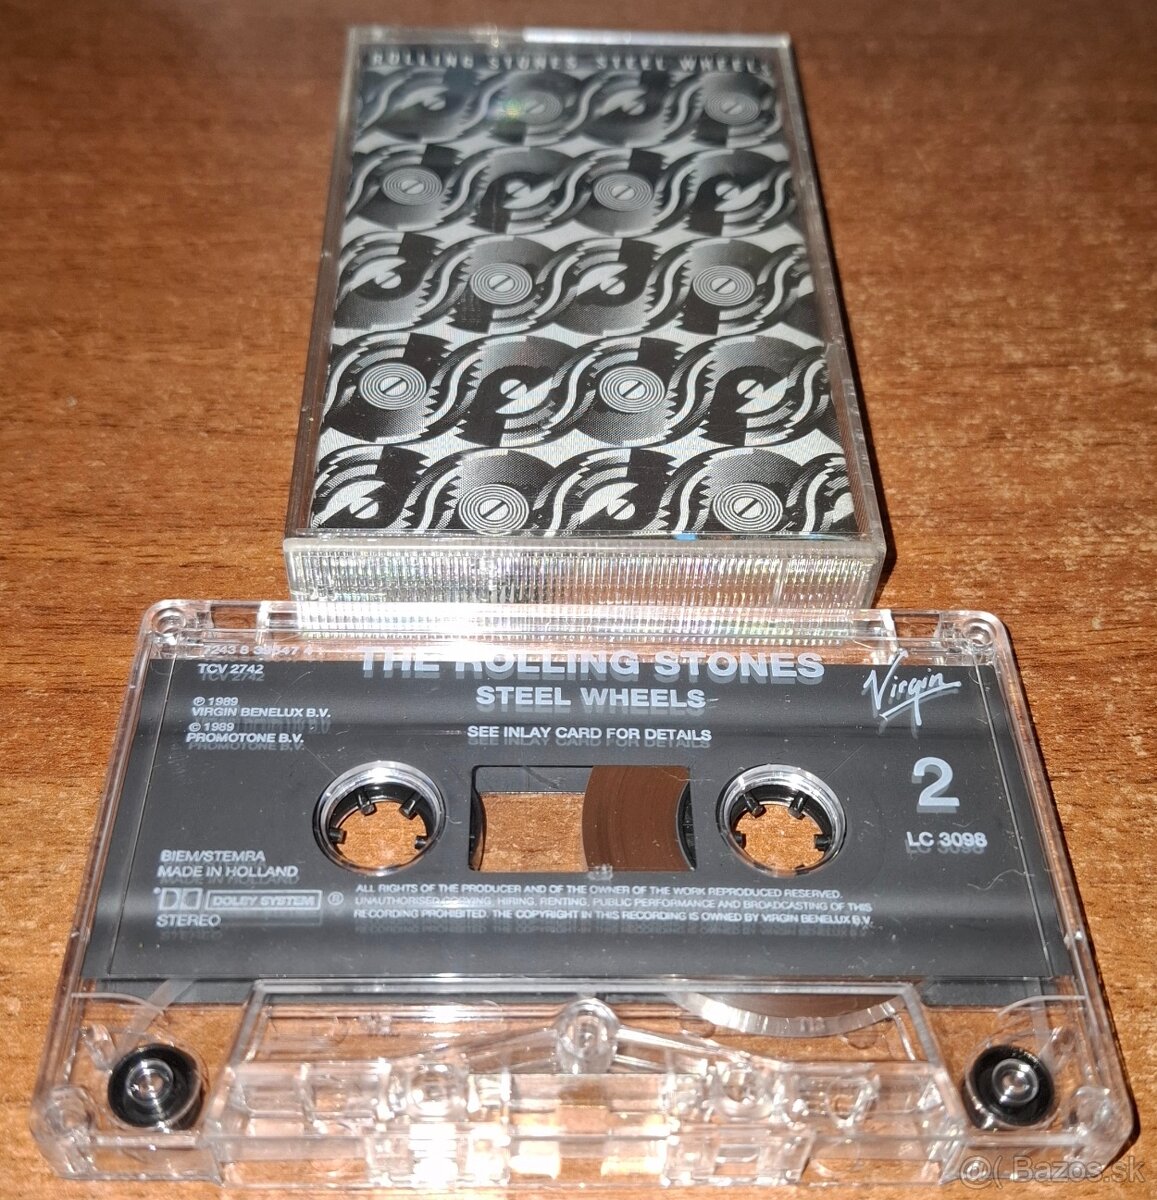 ROLLING STONES STEEL WHEELS
TCV 2742
THE ROLLING STONES
STEEL WHEELS
Virgin
℗ 1989
VIRGIN BENELUX B.V.
© 1989
PROMOTONE B.V.
SEE INLAY CARD FOR DETAILS
2
LC 3098
BIEM/STEMRA
MADE IN HOLLAND
DOLBY SYSTEM ®
STEREO
ALL RIGHTS OF THE PRODUCER AND OF THE OWNER OF THE WORK REPRODUCED RESERVED.
UNAUTHORISED COPYING, HIRING, RENTING, PUBLIC PERFORMANCE AND BROADCASTING OF THIS
RECORDING PROHIBITED. THE COPYRIGHT IN THIS RECORDING IS OWNED BY VIRGIN BENELUX B.V.
Bazos.sk